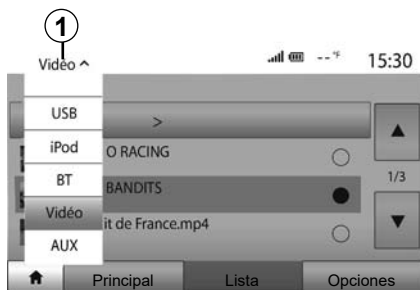 1
Vidéo ^ --°F 15:30
USB
>
iPod
O RACING
BT
BANDITS
1/3
Vidéo
it de France.mp4
AUX
Principal Lista Opciones